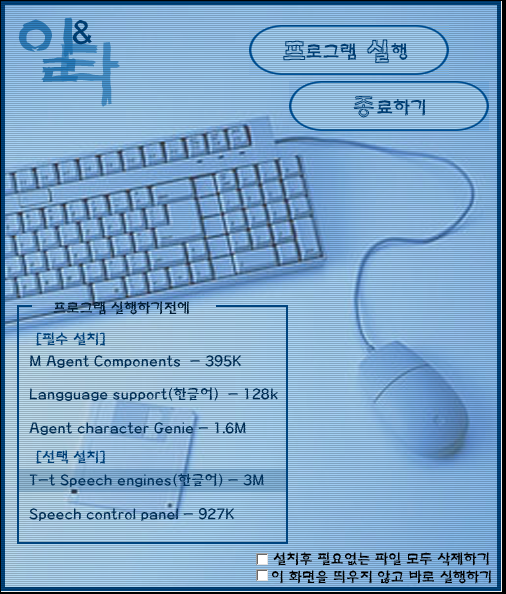 일&타
프로그램 실행
종료하기
프로그램 실행하기전에
[필수 설치]
M Agent Components - 395K
Langguage support(한글어) - 128k
Agent character Genie - 1.6M
[선택 설치]
T-t Speech engines(한글어) - 3M
Speech control panel - 927K
설치후 필요없는 파일 모두 삭제하기
이 화면을 띄우지 않고 바로 실행하기